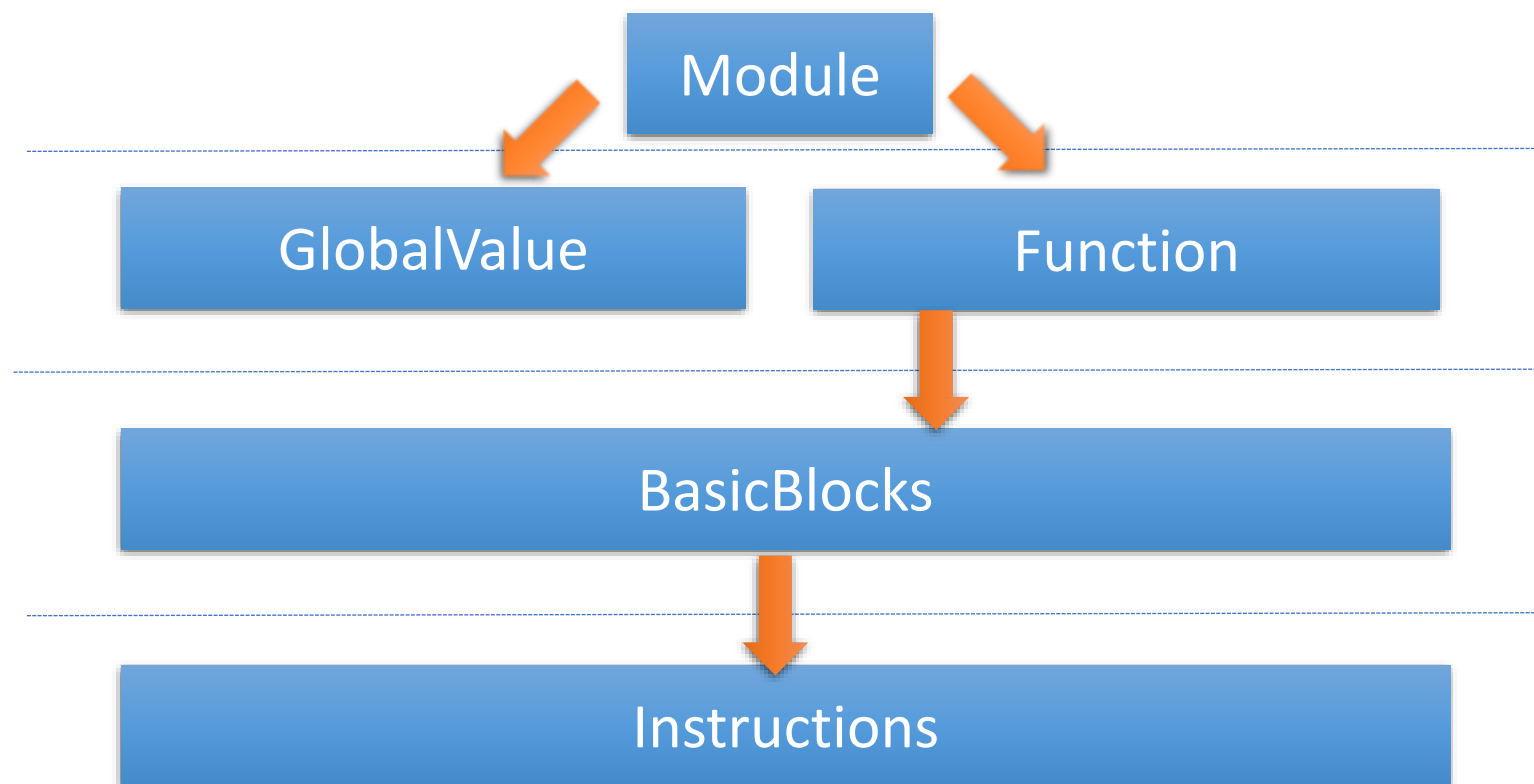 Module
GlobalValue
Function
BasicBlocks
Instructions